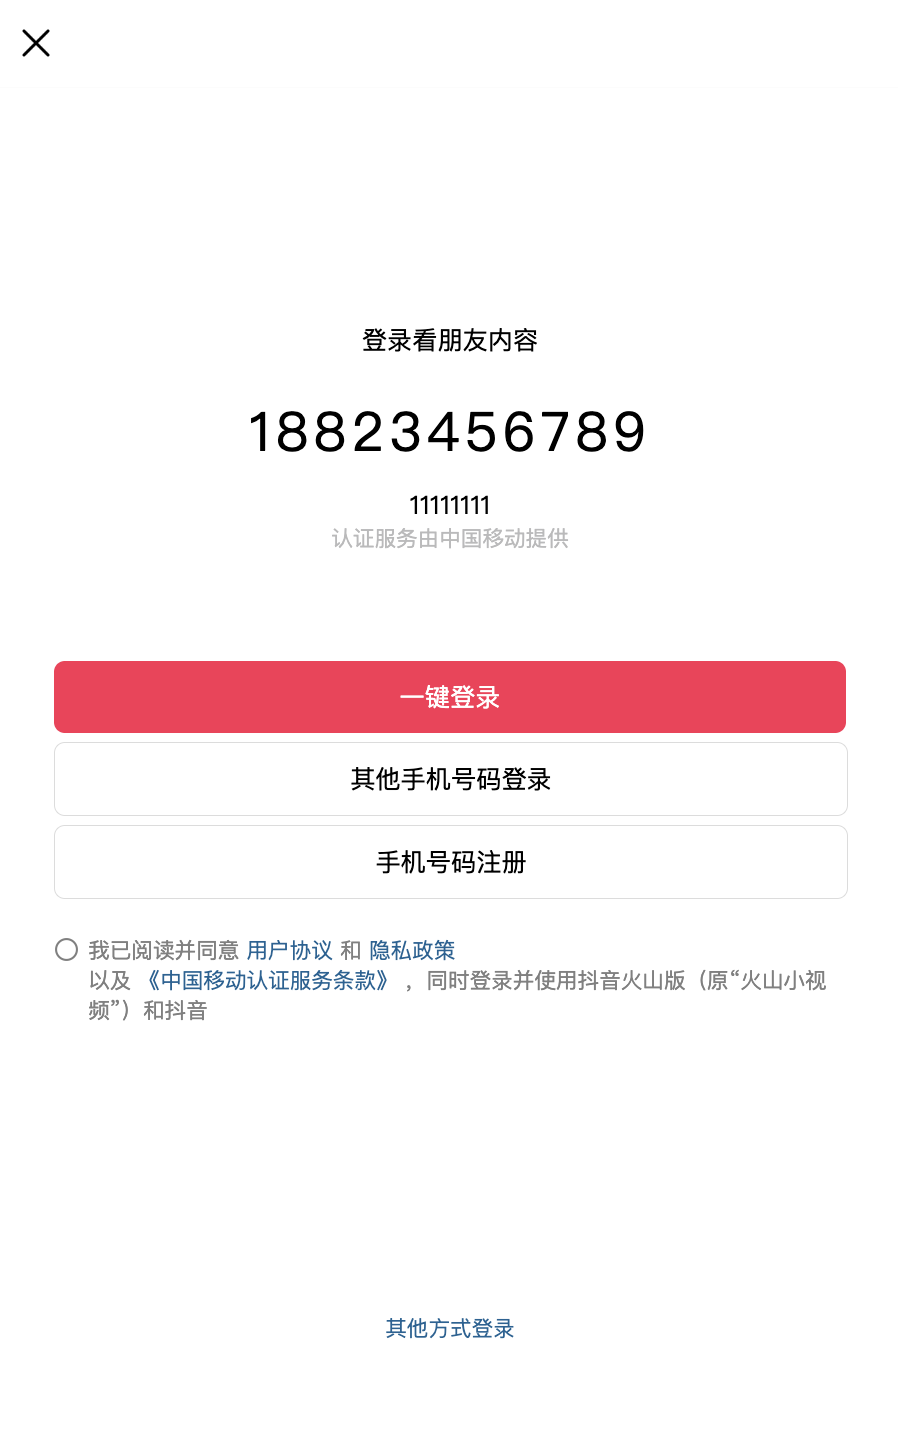 登录看朋友内容
18823456789
11111111
认证服务由中国移动提供
一键登录
其他手机号码登录
手机号码注册
我已阅读并同意 用户协议 和 隐私政策
以及 《中国移动认证服务条款》 ，同时登录并使用抖音火山版（原“火山小视
频”）和抖音
其他方式登录